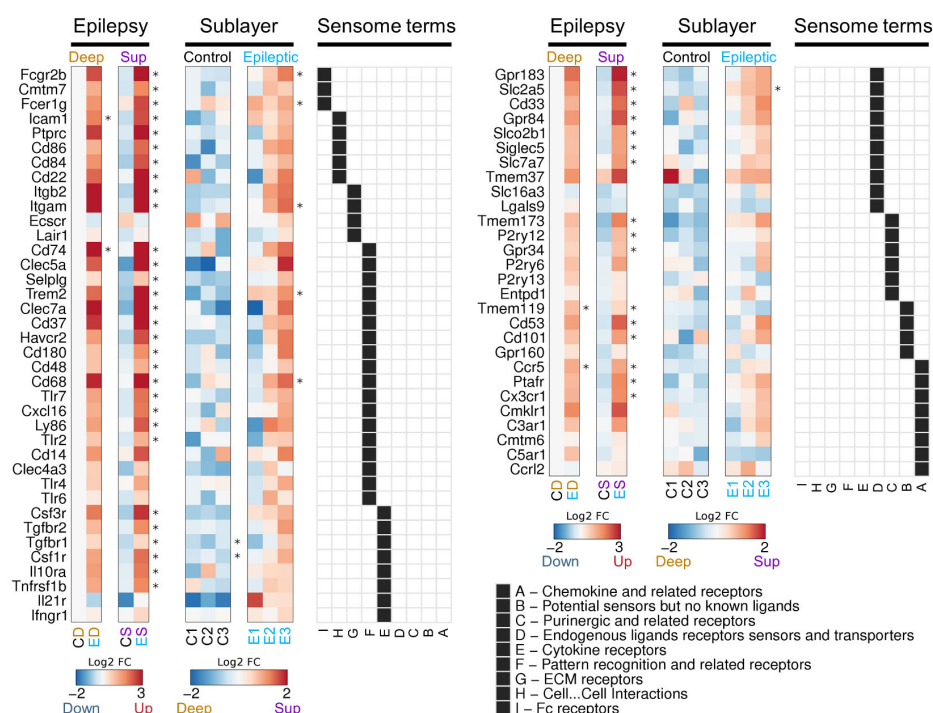 Epilepsy Sublayer Sensome terms
Deep Sup Control Epileptic
Fcgr2b * *
Cmtm7 *
Fcer1g * *
Icam1 * *
Ptprc *
Cd86 *
Cd84 *
Cd22 *
Itgb2 *
Itgam * *
Ecscr
Lair1
Cd74 * *
Clec5a *
Selplg *
Trem2 * *
Clec7a *
Cd37 *
Havcr2 *
Cd180 *
Cd48 *
Cd68 * *
Tlr7 *
Cxcl16 *
Ly86 *
Tlr2 *
Cd14
Clec4a3
Tlr4
Tlr6
Csf3r *
Tgfbr2 *
Tgfbr1 * *
Csf1r * *
Il10ra *
Tnfrsf1b *
Il21r
Ifngr1
CD ED CS ES C1 C2 C3 E1 E2 E3 I H G F E D C B A
Log2 FC Log2 FC
−2 3 −2 2
Down Up Deep Sup
Epilepsy Sublayer Sensome terms
Deep Sup Control Epileptic
Gpr183 *
Slc2a5 * *
Cd33 *
Gpr84 *
Slco2b1 *
Siglec5 *
Slc7a7 *
Tmem37
Slc16a3
Lgals9
Tmem173 *
P2ry12 *
Gpr34 *
P2ry6
P2ry13
Entpd1
Tmem119 * *
Cd53 *
Cd101 *
Gpr160
Ccr5 * *
Ptafr *
Cx3cr1 *
Cmklr1
C3ar1
Cmtm6
C5ar1
Ccrl2
CD ED CS ES C1 C2 C3 E1 E2 E3 I H G F E D C B A
Log2 FC Log2 FC
−2 3 −2 2
Down Up Deep Sup
A − Chemokine and related receptors
B − Potential sensors but no known ligands
C − Purinergic and related receptors
D − Endogenous ligands receptors sensors and transporters
E − Cytokine receptors
F − Pattern recognition and related receptors
G − ECM receptors
H − Cell...Cell Interactions
I − Fc receptors